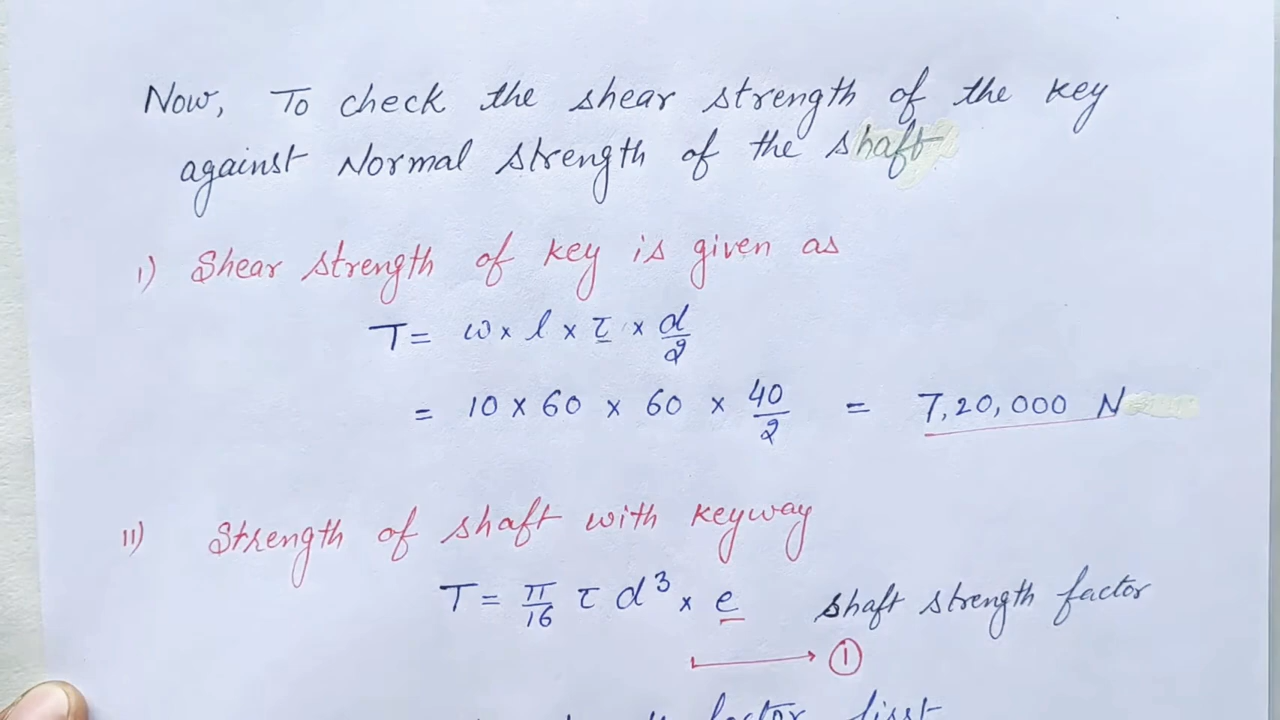 Now, To check the shear strength of the key
against Normal strength of the shaft
i) Shear strength of key is given as
T = w × l × τ × d/2
= 10 × 60 × 60 × 40/2 = 7,20,000 N
ii) Strength of shaft with keyway
T = π/16 τ d³ × e shaft strength factor
→ ①
factor first